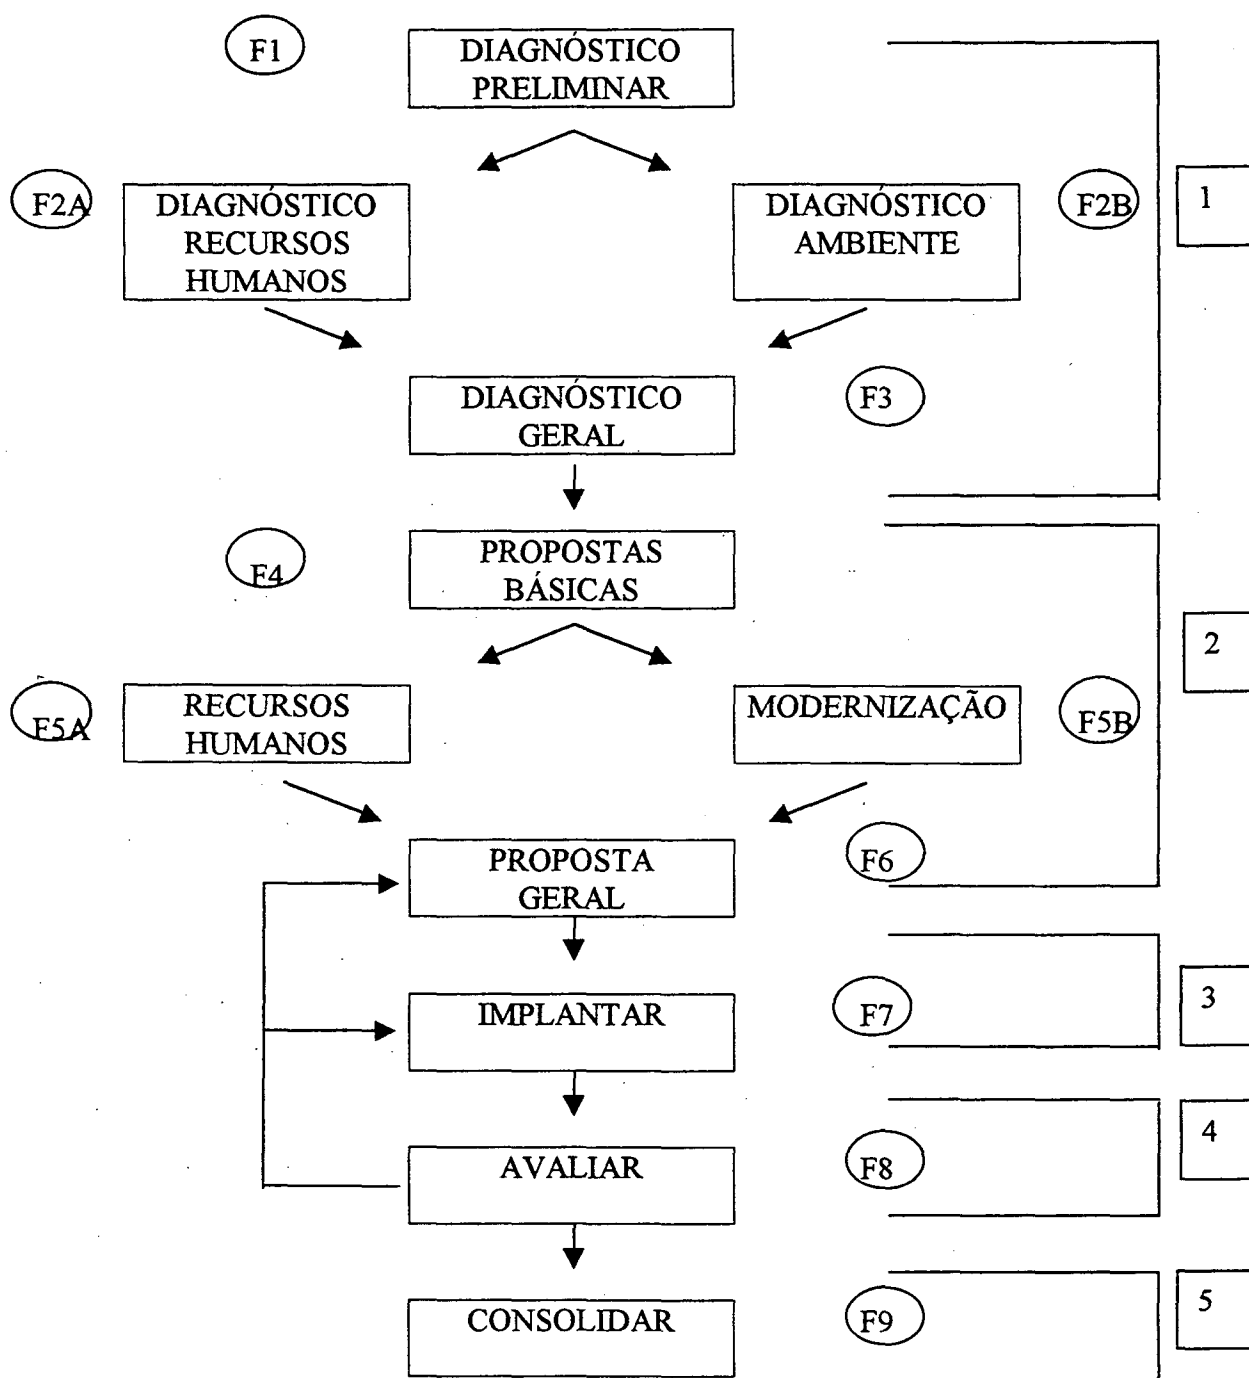 F1
DIAGNÓSTICO
PRELIMINAR
F2A
DIAGNÓSTICO
RECURSOS
HUMANOS
DIAGNÓSTICO
AMBIENTE
F2B
1
DIAGNÓSTICO
GERAL
F3
F4
PROPOSTAS
BÁSICAS
2
F5A
RECURSOS
HUMANOS
MODERNIZAÇÃO
F5B
PROPOSTA
GERAL
F6
IMPLANTAR
F7
3
AVALIAR
F8
4
CONSOLIDAR
F9
5